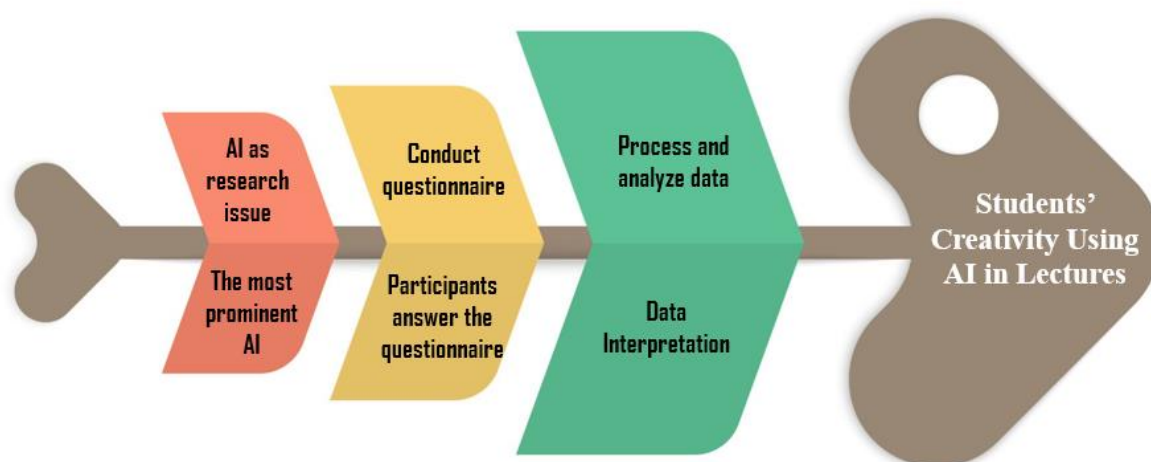 AI as
research
issue
The most
prominent
AI
Conduct
questionnaire
Participants
answer the
questionnaire
Process and
analyze data
Data
Interpretation
Students’
Creativity Using
AI in Lectures